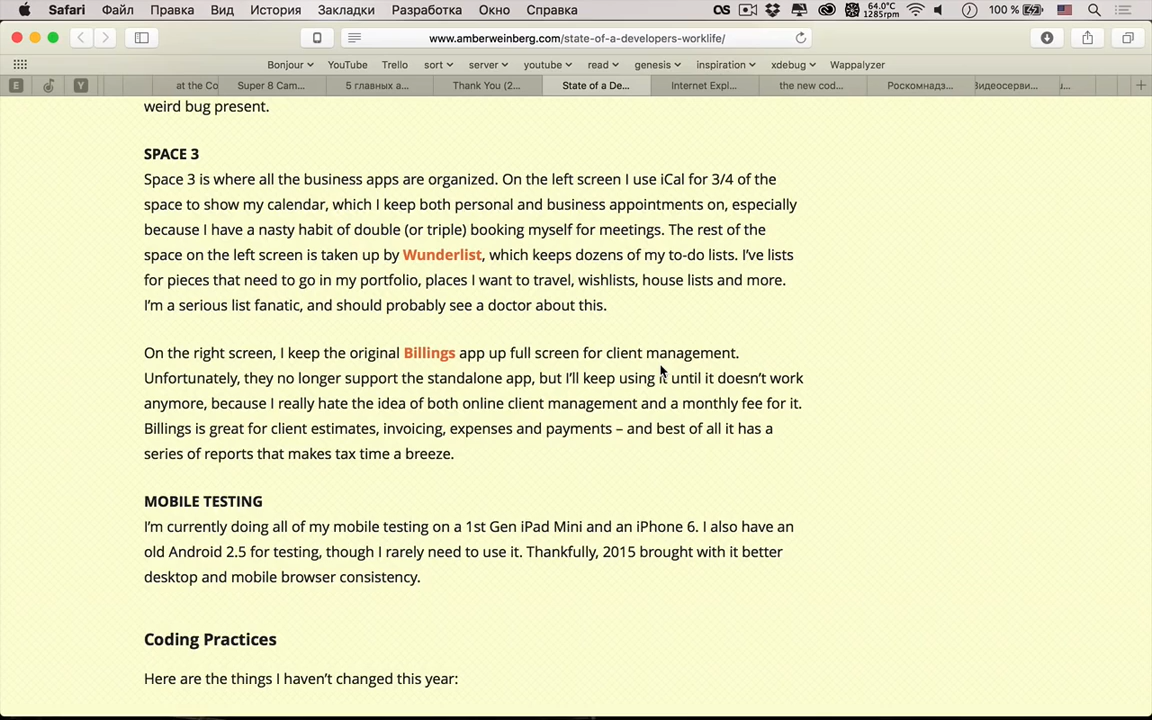 Safari Файл Правка Вид История Закладки Разработка Окно Справка
64.0°C 1285rpm 100 %
www.amberweinberg.com/state-of-a-developers-worklife/
Bonjour YouTube Trello sort server youtube read genesis inspiration xdebug Wappalyzer
E Y at the Co Super 8 Cam... 5 главных а... Thank You (2... State of a De... Internet Expl... the new cod... Роскомнадз... Видеосерви...
weird bug present.
SPACE 3
Space 3 is where all the business apps are organized. On the left screen I use iCal for 3/4 of the
space to show my calendar, which I keep both personal and business appointments on, especially
because I have a nasty habit of double (or triple) booking myself for meetings. The rest of the
space on the left screen is taken up by Wunderlist, which keeps dozens of my to-do lists. I’ve lists
for pieces that need to go in my portfolio, places I want to travel, wishlists, house lists and more.
I’m a serious list fanatic, and should probably see a doctor about this.
On the right screen, I keep the original Billings app up full screen for client management.
Unfortunately, they no longer support the standalone app, but I’ll keep using it until it doesn’t work
anymore, because I really hate the idea of both online client management and a monthly fee for it.
Billings is great for client estimates, invoicing, expenses and payments – and best of all it has a
series of reports that makes tax time a breeze.
MOBILE TESTING
I’m currently doing all of my mobile testing on a 1st Gen iPad Mini and an iPhone 6. I also have an
old Android 2.5 for testing, though I rarely need to use it. Thankfully, 2015 brought with it better
desktop and mobile browser consistency.
Coding Practices
Here are the things I haven’t changed this year: